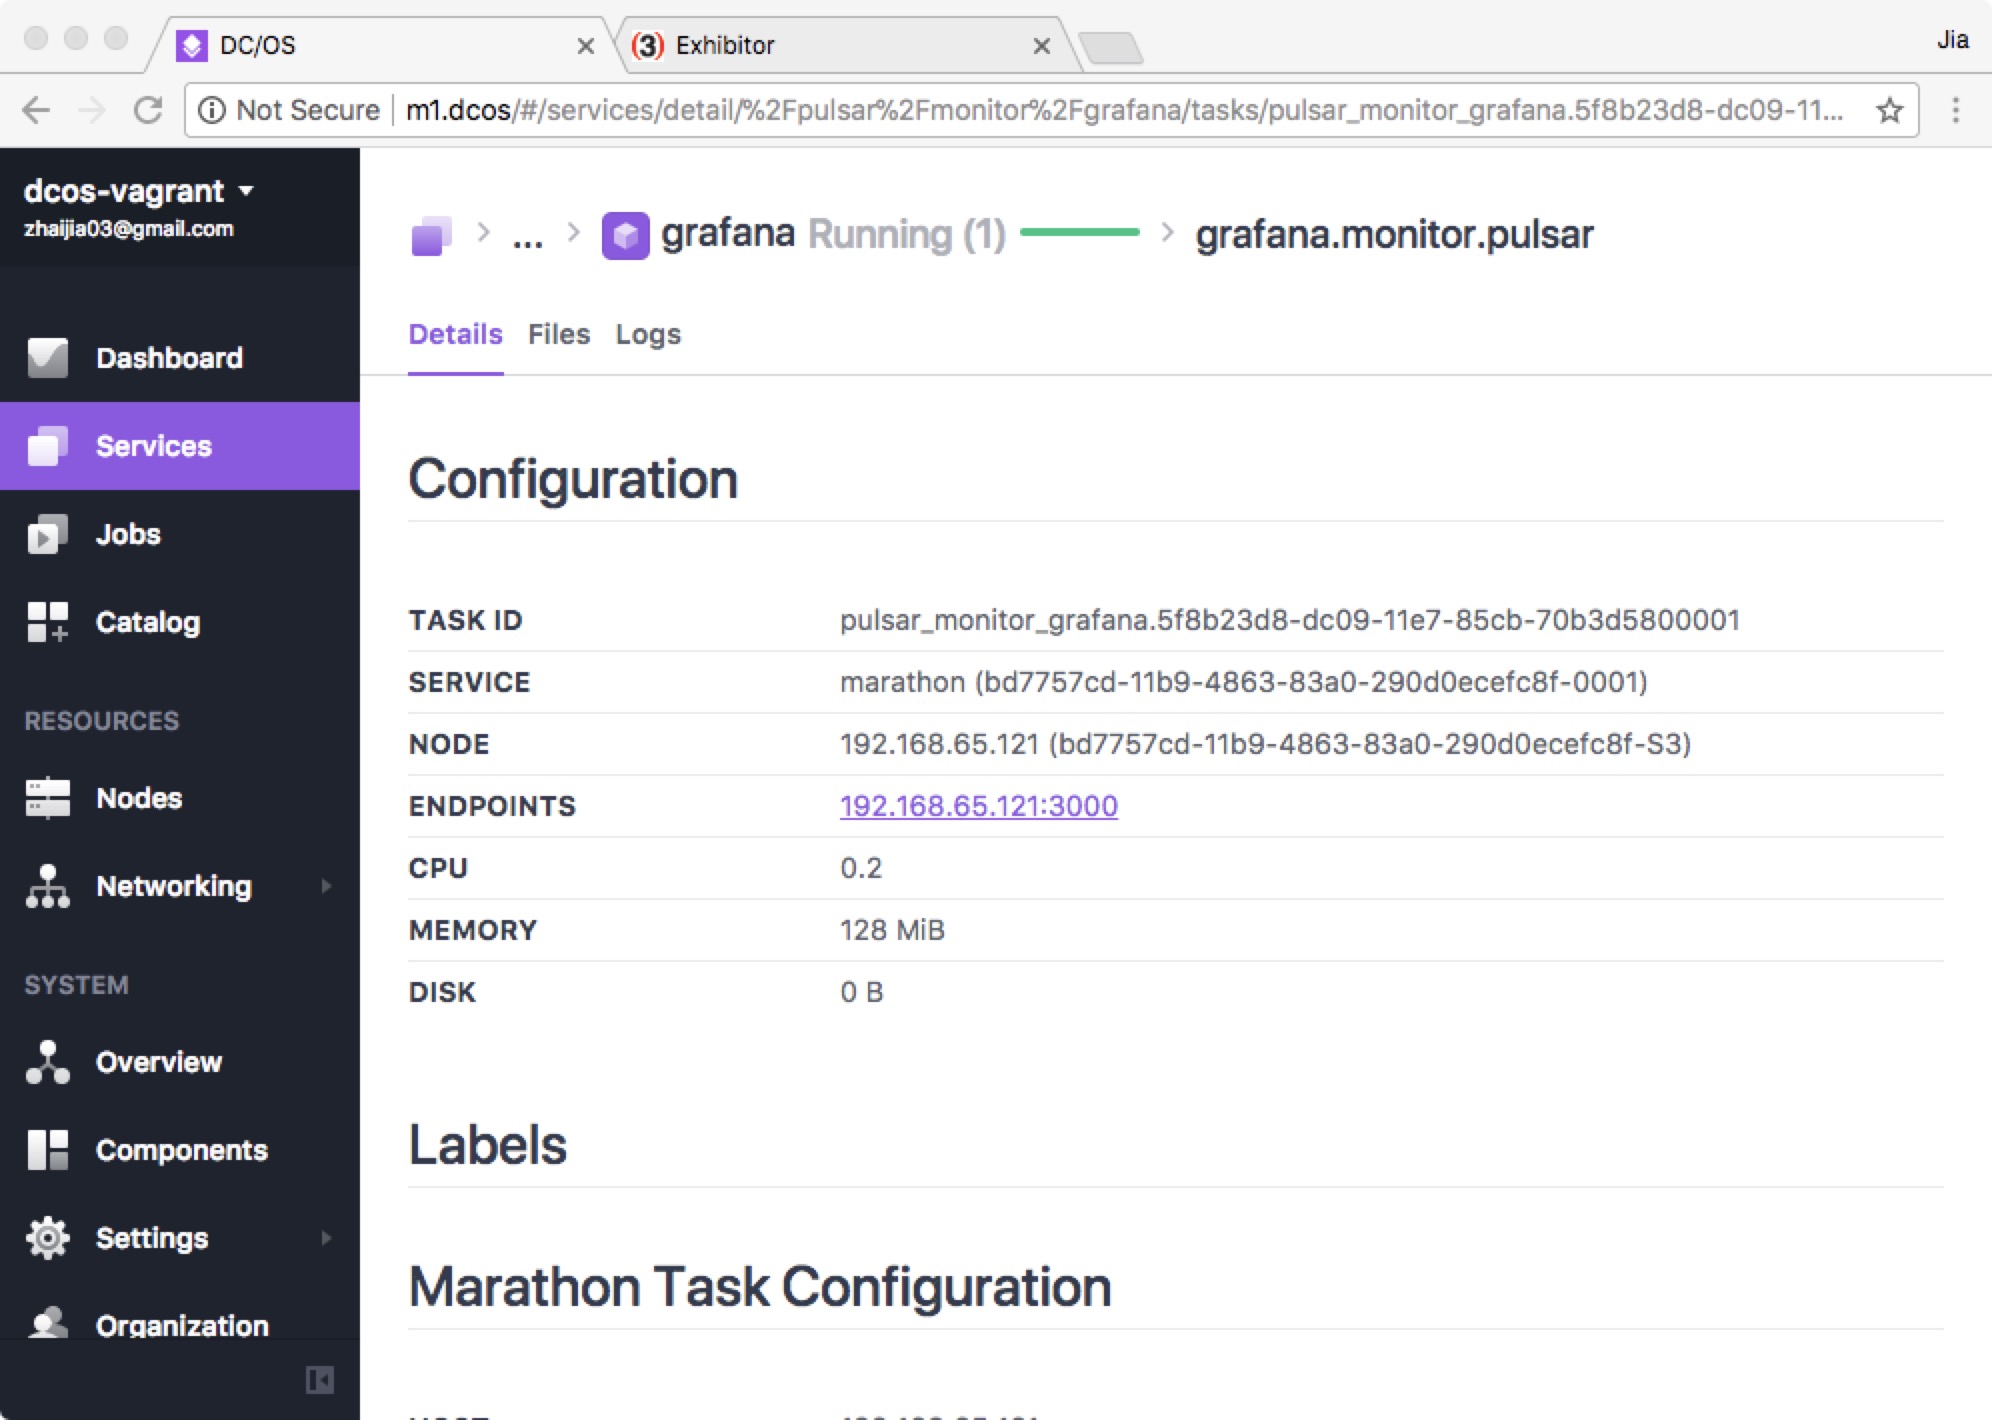 DC/OS
(3) Exhibitor
Jia
Not Secure | m1.dcos/#/services/detail/%2Fpulsar%2Fmonitor%2Fgrafana/tasks/pulsar_monitor_grafana.5f8b23d8-dc09-11...
dcos-vagrant
zhaijia03@gmail.com
... grafana Running (1) grafana.monitor.pulsar
Details Files Logs
Dashboard
Services
Jobs
Catalog
RESOURCES
Nodes
Networking
SYSTEM
Overview
Components
Settings
Organization
Configuration
TASK ID pulsar_monitor_grafana.5f8b23d8-dc09-11e7-85cb-70b3d5800001
SERVICE marathon (bd7757cd-11b9-4863-83a0-290d0ecefc8f-0001)
NODE 192.168.65.121 (bd7757cd-11b9-4863-83a0-290d0ecefc8f-S3)
ENDPOINTS 192.168.65.121:3000
CPU 0.2
MEMORY 128 MiB
DISK 0 B
Labels
Marathon Task Configuration